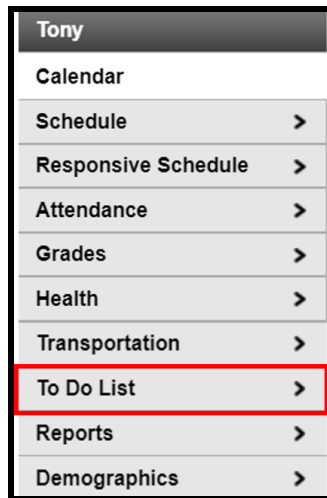 Tony
Calendar
Schedule
Responsive Schedule
Attendance
Grades
Health
Transportation
To Do List
Reports
Demographics